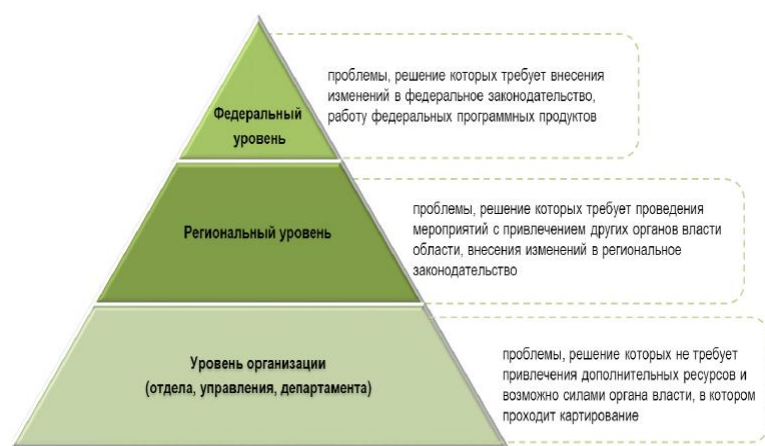 Федеральный
уровень
проблемы, решение которых требует внесения
изменений в федеральное законодательство,
работу федеральных программных продуктов
Региональный уровень
проблемы, решение которых требует проведения
мероприятий с привлечением других органов власти
области, внесения изменений в региональное
законодательство
Уровень организации
(отдела, управления, департамента)
проблемы, решение которых не требует
привлечения дополнительных ресурсов и
возможно силами органа власти, в котором
проходит картирование